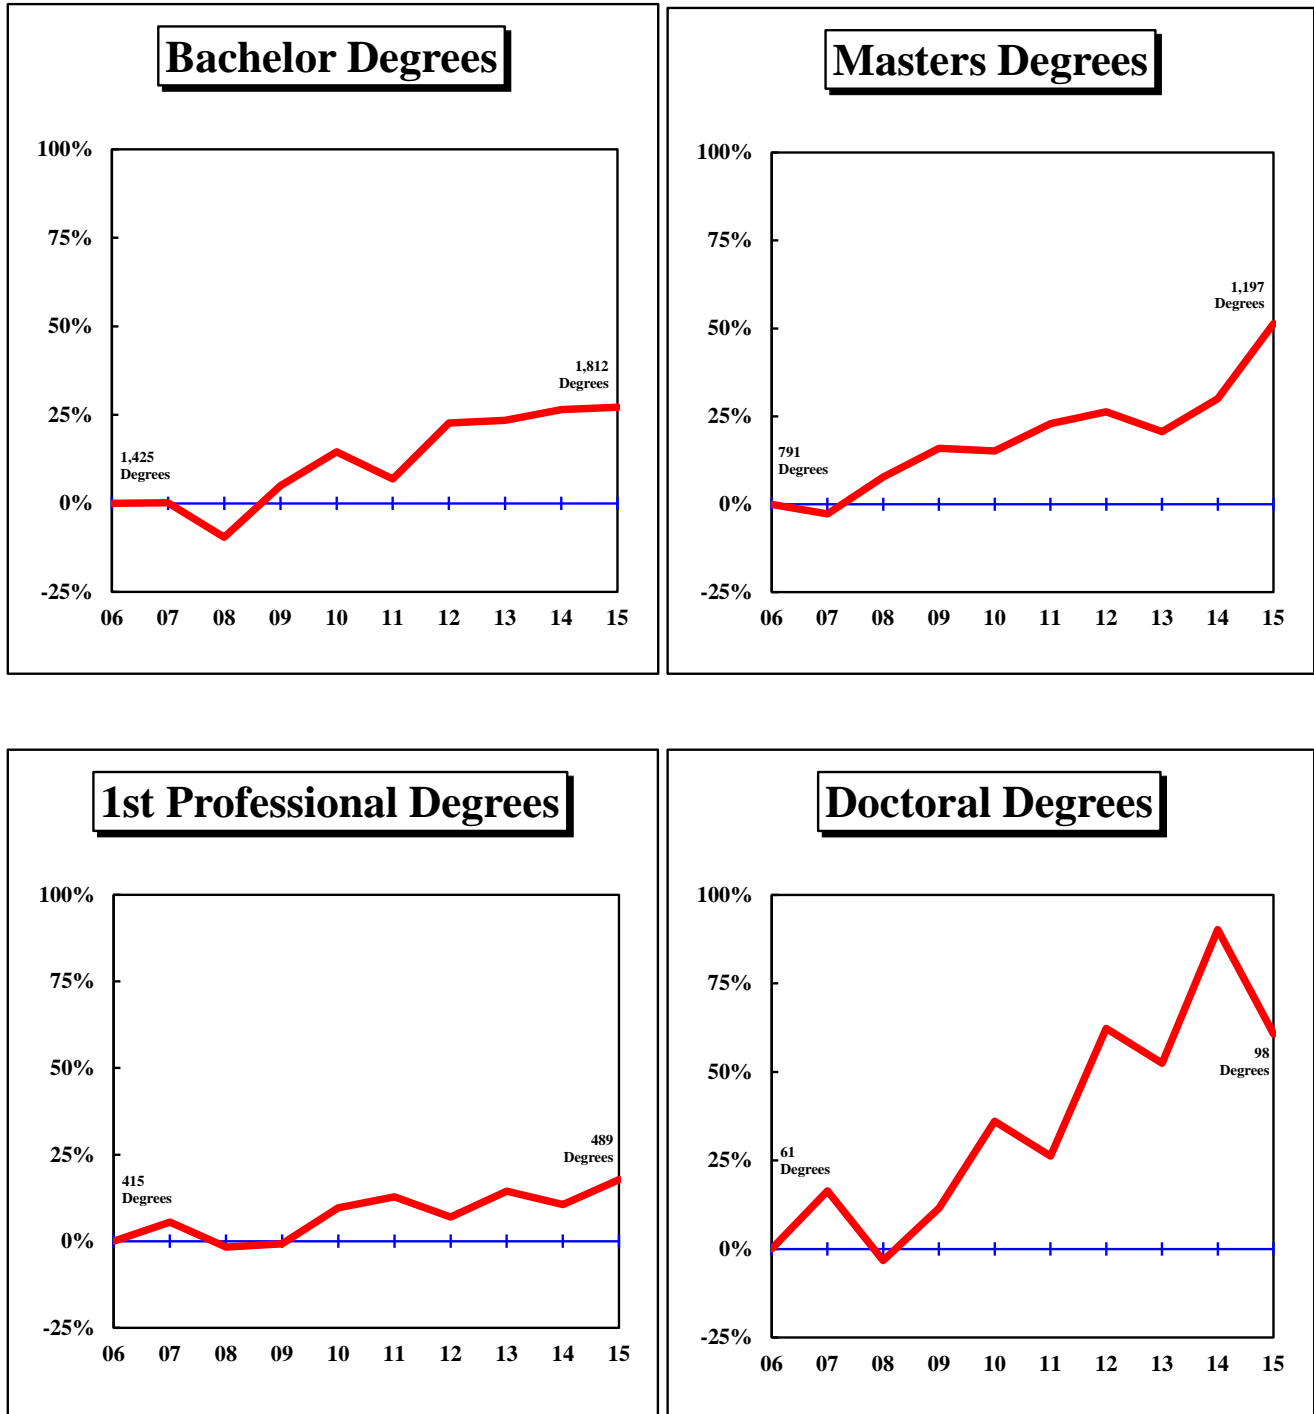 Bachelor Degrees
100%
75%
50%
25%
0%
-25%
1,425
Degrees
1,812
Degrees
06 07 08 09 10 11 12 13 14 15
Masters Degrees
100%
75%
50%
25%
0%
-25%
791
Degrees
1,197
Degrees
06 07 08 09 10 11 12 13 14 15
1st Professional Degrees
100%
75%
50%
25%
0%
-25%
415
Degrees
489
Degrees
06 07 08 09 10 11 12 13 14 15
Doctoral Degrees
100%
75%
50%
25%
0%
-25%
61
Degrees
98
Degrees
06 07 08 09 10 11 12 13 14 15